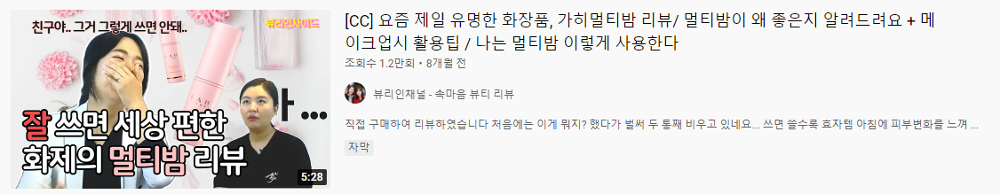 친구야.. 그거 그렇게 쓰면 안돼..
뷰리인사이드
아...
잘 쓰면 세상 편한
화제의 멀티밤 리뷰
5:28
[CC] 요즘 제일 유명한 화장품, 가히멀티밤 리뷰/ 멀티밤이 왜 좋은지 알려드려요 + 메
이크업시 활용팁 / 나는 멀티밤 이렇게 사용한다
조회수 1.2만회 • 8개월 전
뷰리인채널 - 속마음 뷰티 리뷰
직접 구매하여 리뷰하였습니다 처음에는 이게 뭐지? 했다가 벌써 두 통째 비우고 있네요... 쓰면 쓸수록 효자템 아침에 피부변화를 느껴 ...
자막